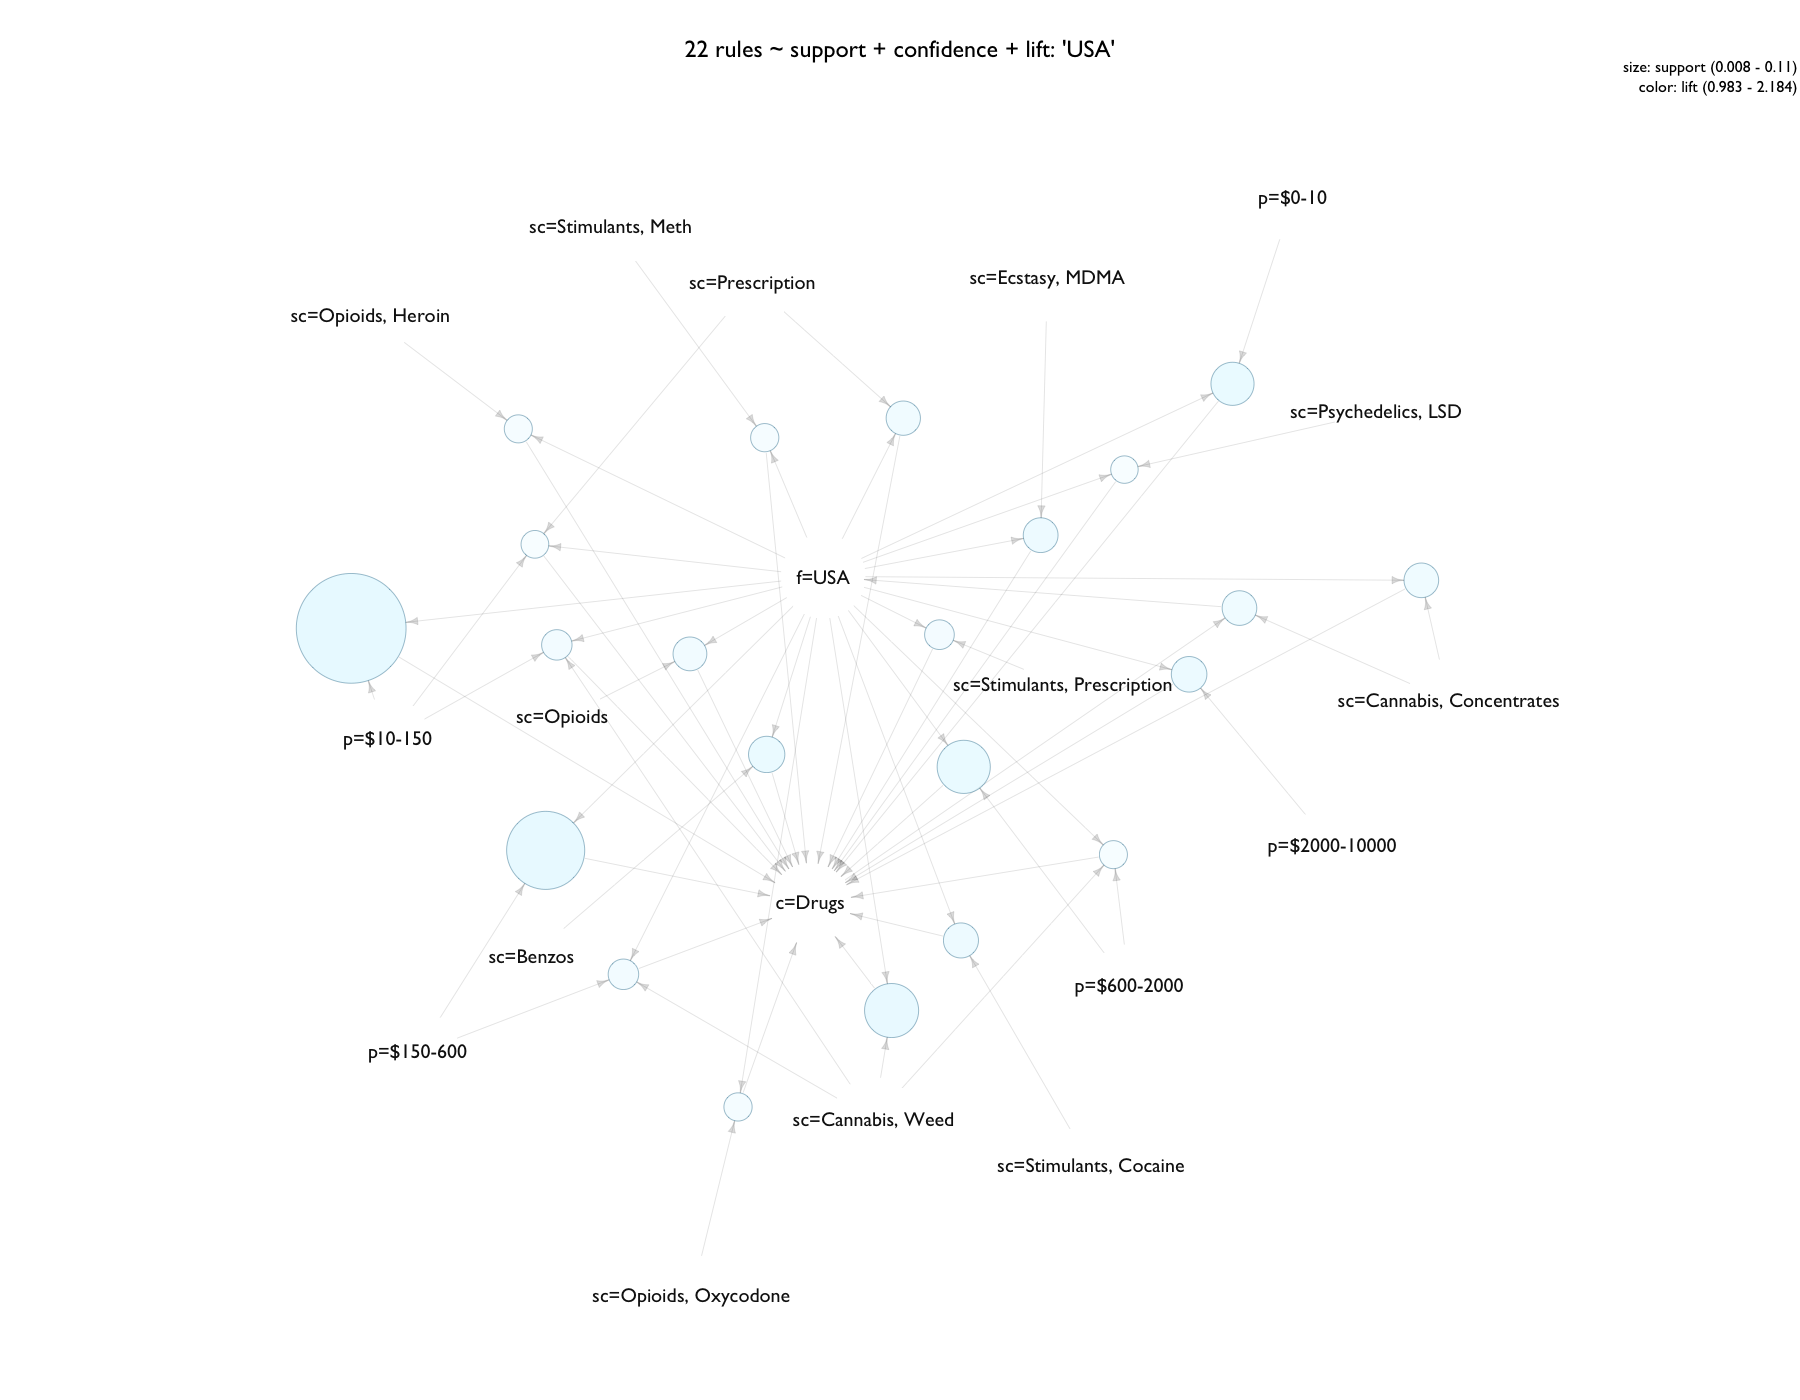 22 rules ~ support + confidence + lift: 'USA'
size: support (0.008 - 0.11)
color: lift (0.983 - 2.184)
p=$0-10
sc=Stimulants, Meth
sc=Ecstasy, MDMA
sc=Prescription
sc=Opioids, Heroin
sc=Psychedelics, LSD
f=USA
sc=Stimulants, Prescription
sc=Cannabis, Concentrates
sc=Opioids
p=$10-150
p=$2000-10000
c=Drugs
sc=Benzos
p=$600-2000
p=$150-600
sc=Cannabis, Weed
sc=Stimulants, Cocaine
sc=Opioids, Oxycodone